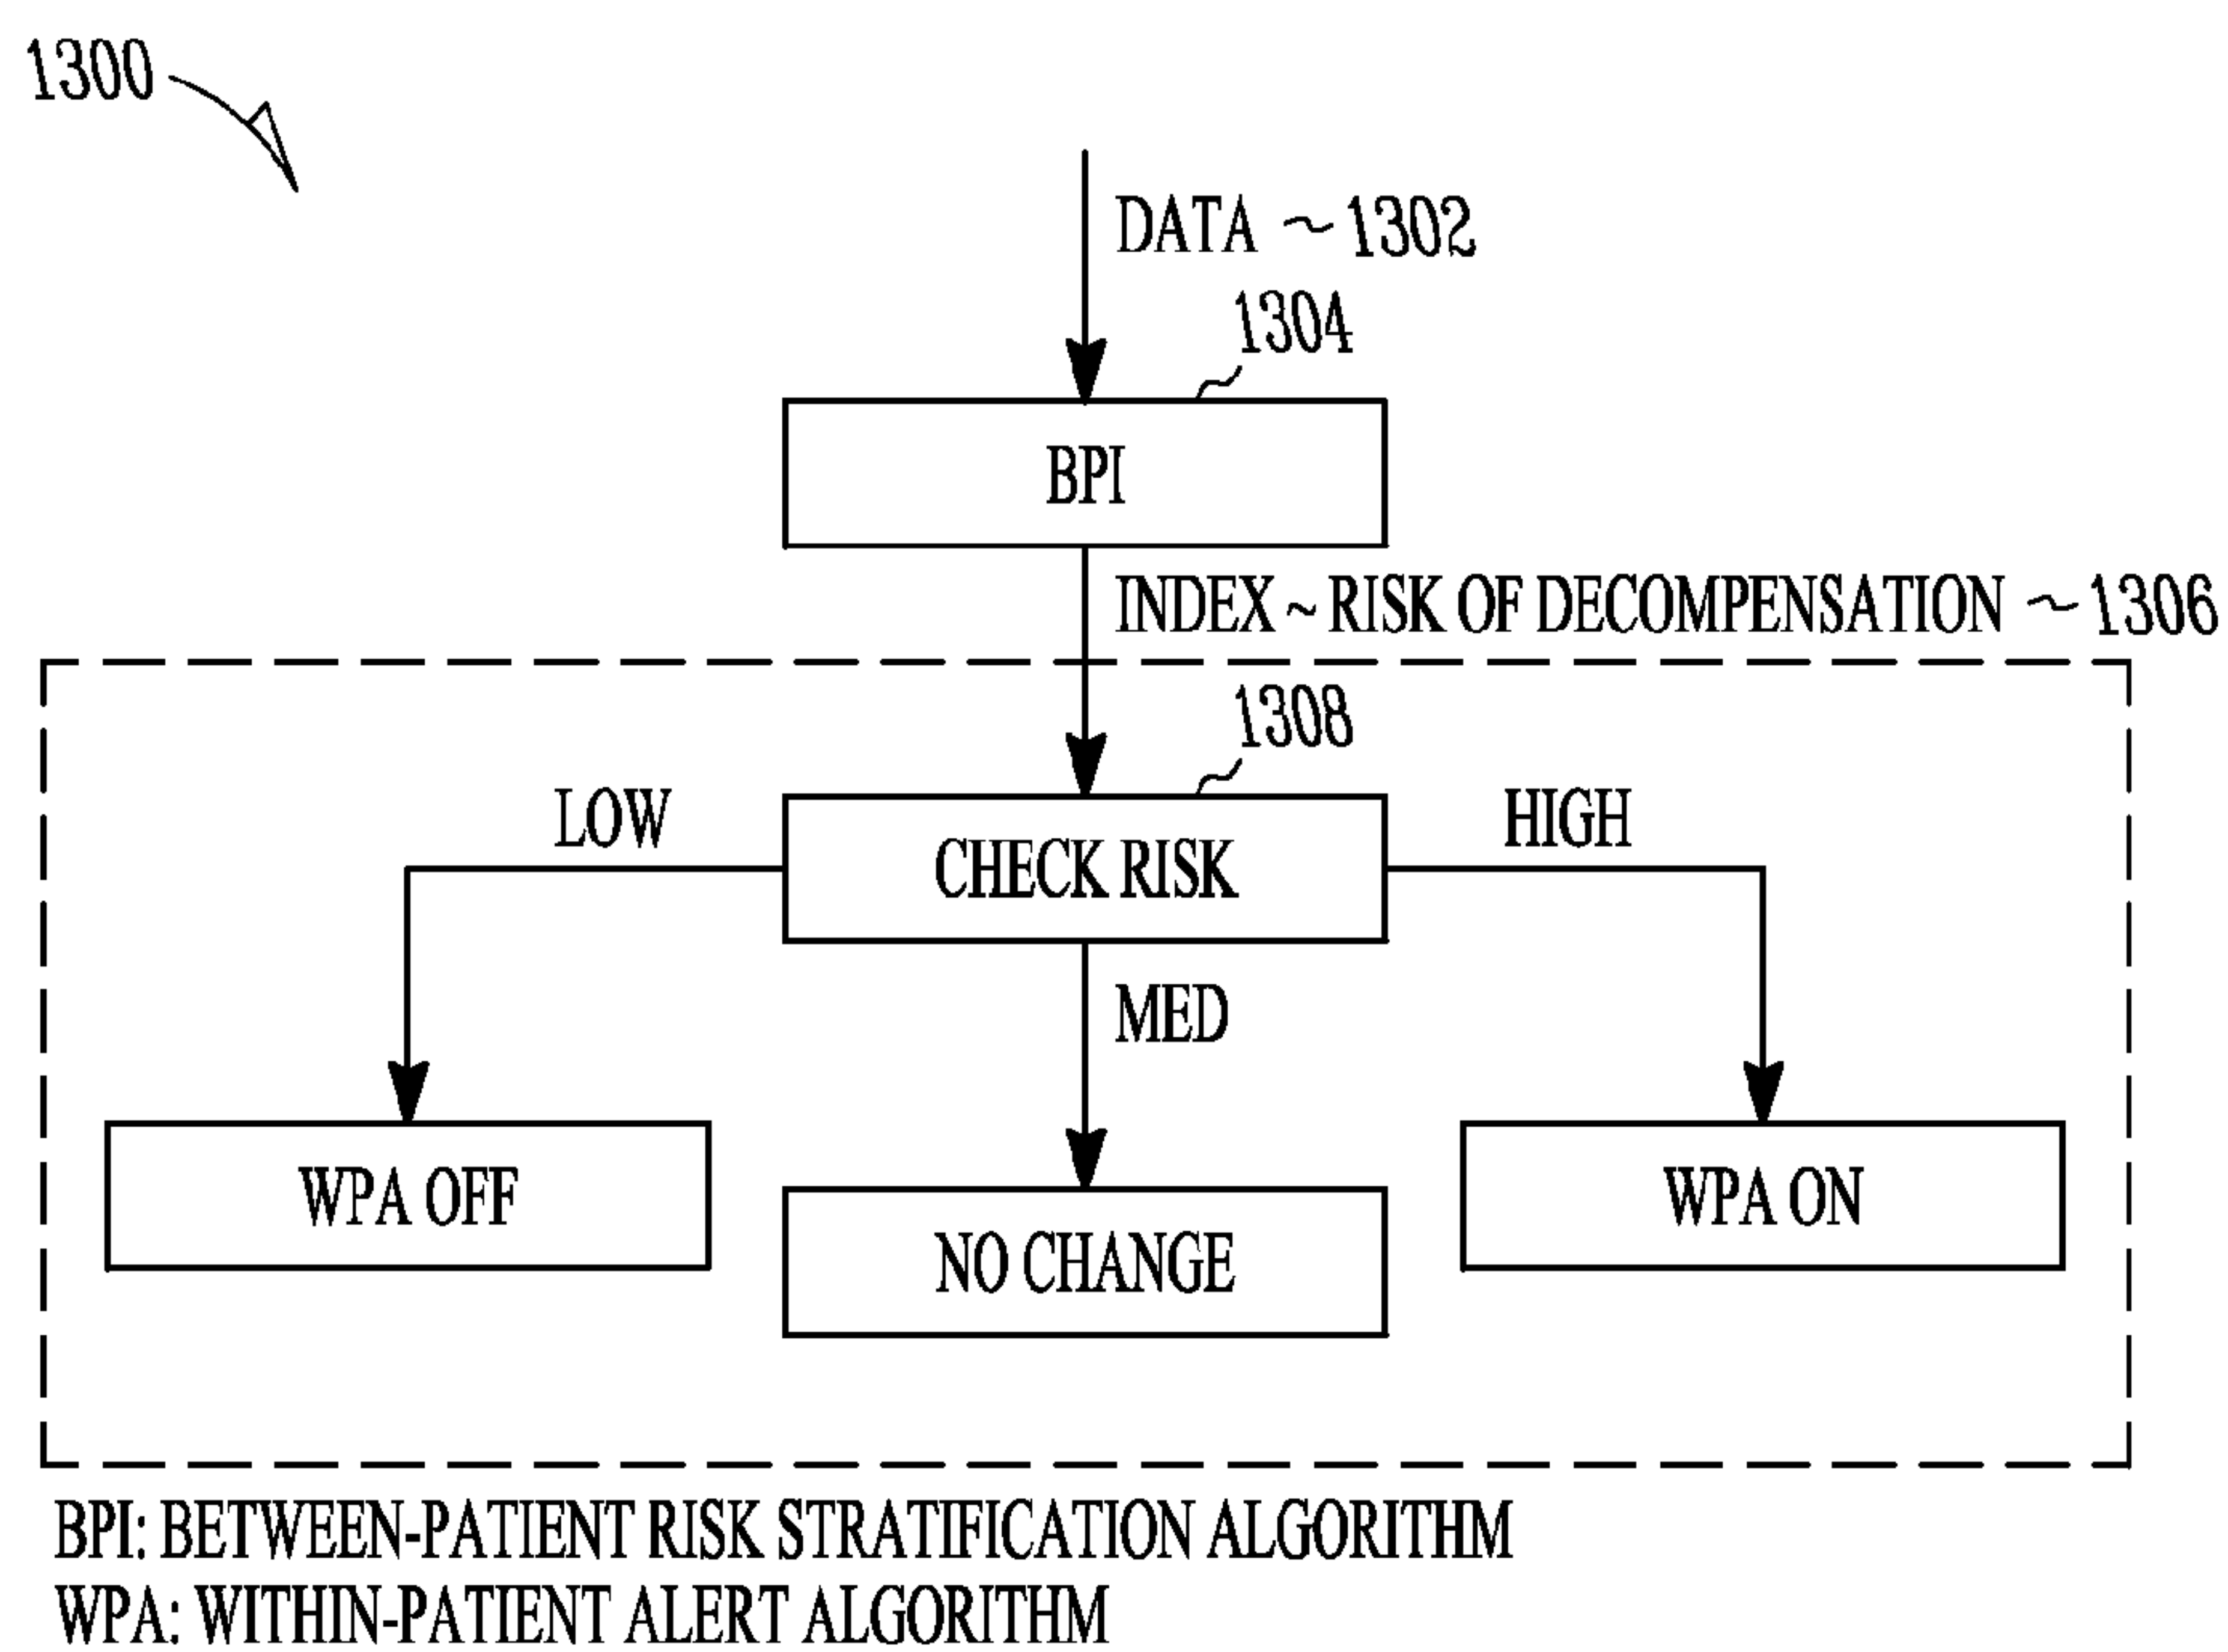 1300
DATA ~ 1302
1304
BPI
INDEX ~ RISK OF DECOMPENSATION ~ 1306
1308
LOW
CHECK RISK
HIGH
MED
WPA OFF
NO CHANGE
WPA ON
BPI: BETWEEN-PATIENT RISK STRATIFICATION ALGORITHM
WPA: WITHIN-PATIENT ALERT ALGORITHM